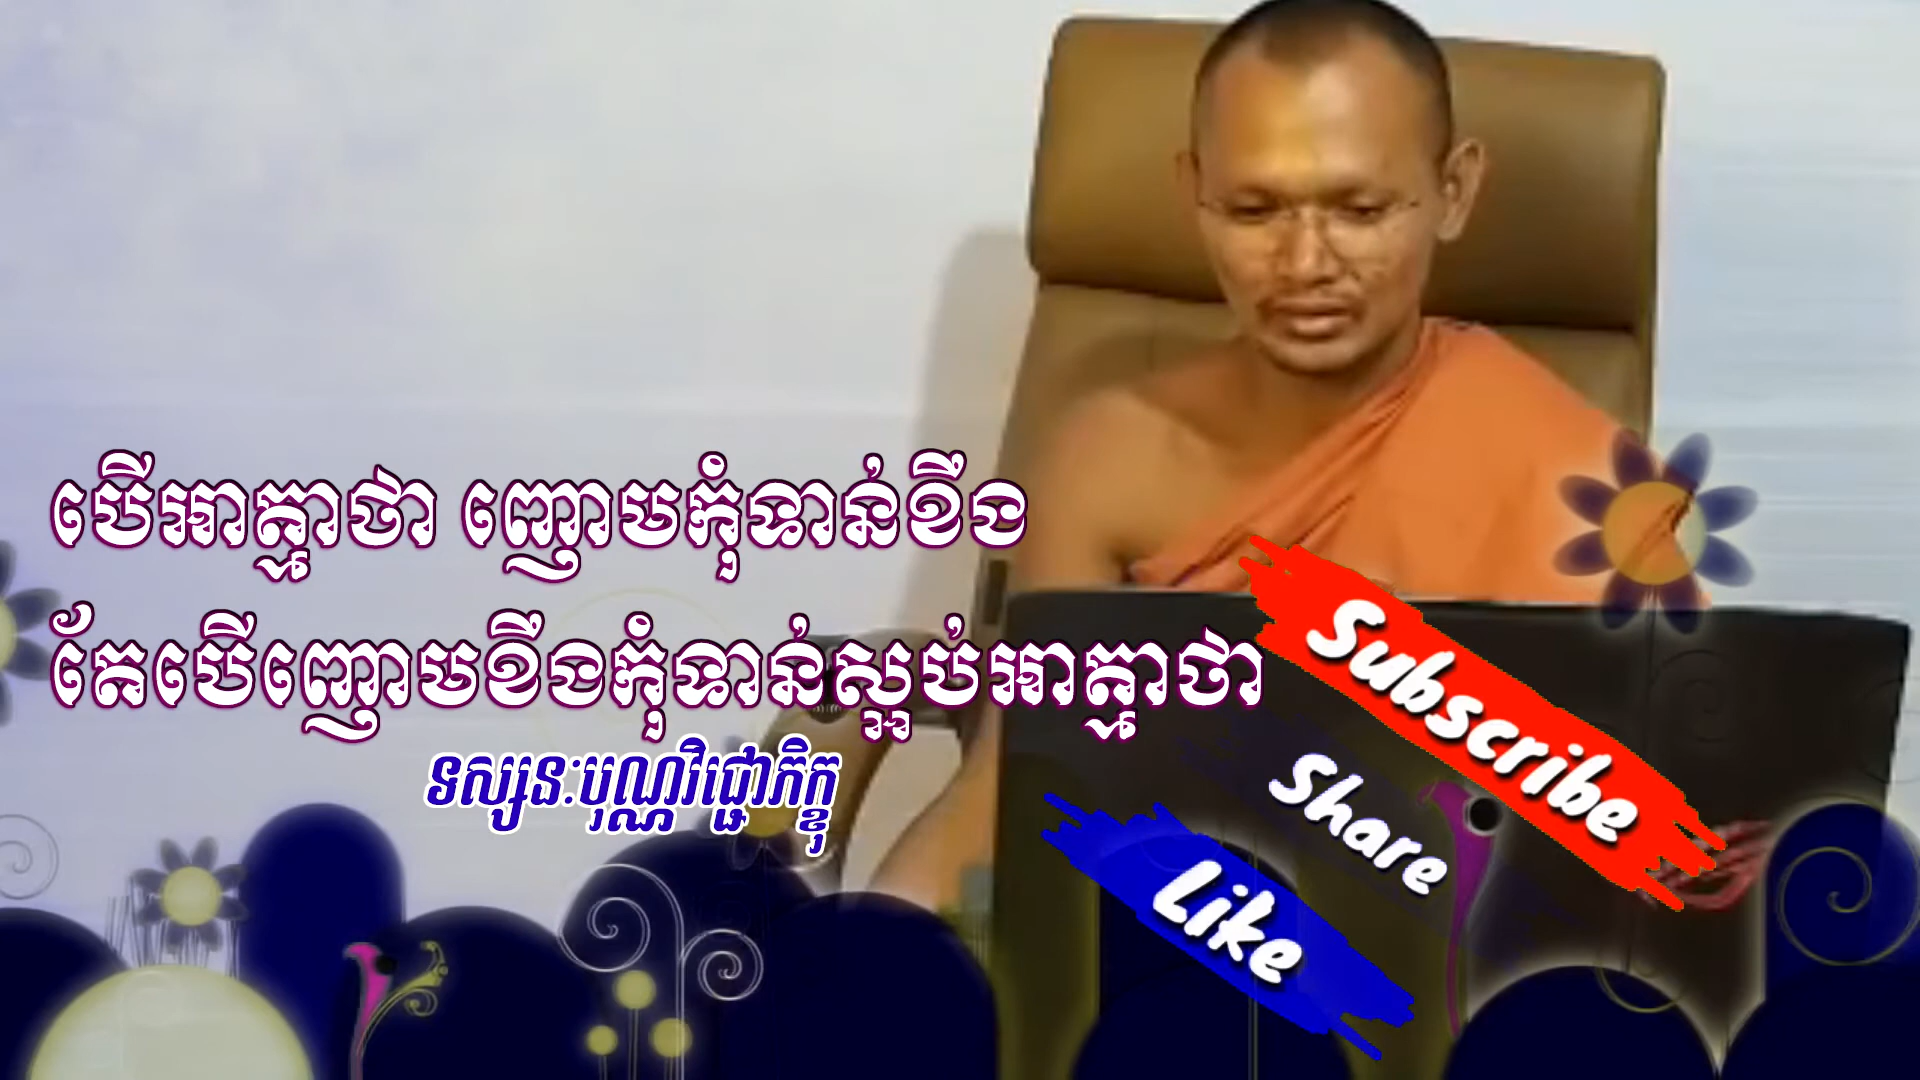 បើអាត្មាថា ញោមកុំទាន់ខឹង
តែបើញោមខឹងកុំទាន់ស្អប់អាត្មាថា
ទស្សនៈបុណ្ណវិជ្ជោភិក្ខុ
Subscribe
Share
Like